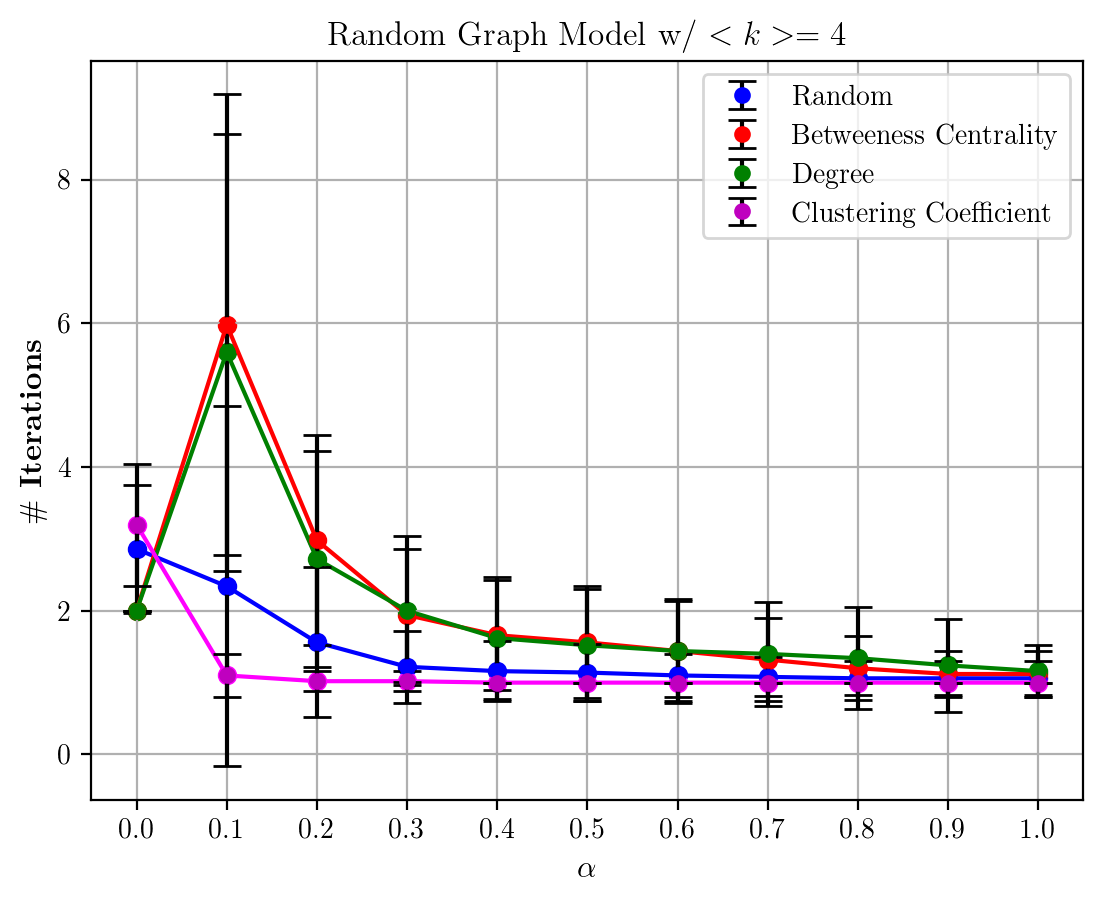 Random Graph Model w/ < k >= 4
Random
Betweeness Centrality
Degree
Clustering Coefficient
# Iterations
8
6
4
2
0
0.0 0.1 0.2 0.3 0.4 0.5 0.6 0.7 0.8 0.9 1.0
α